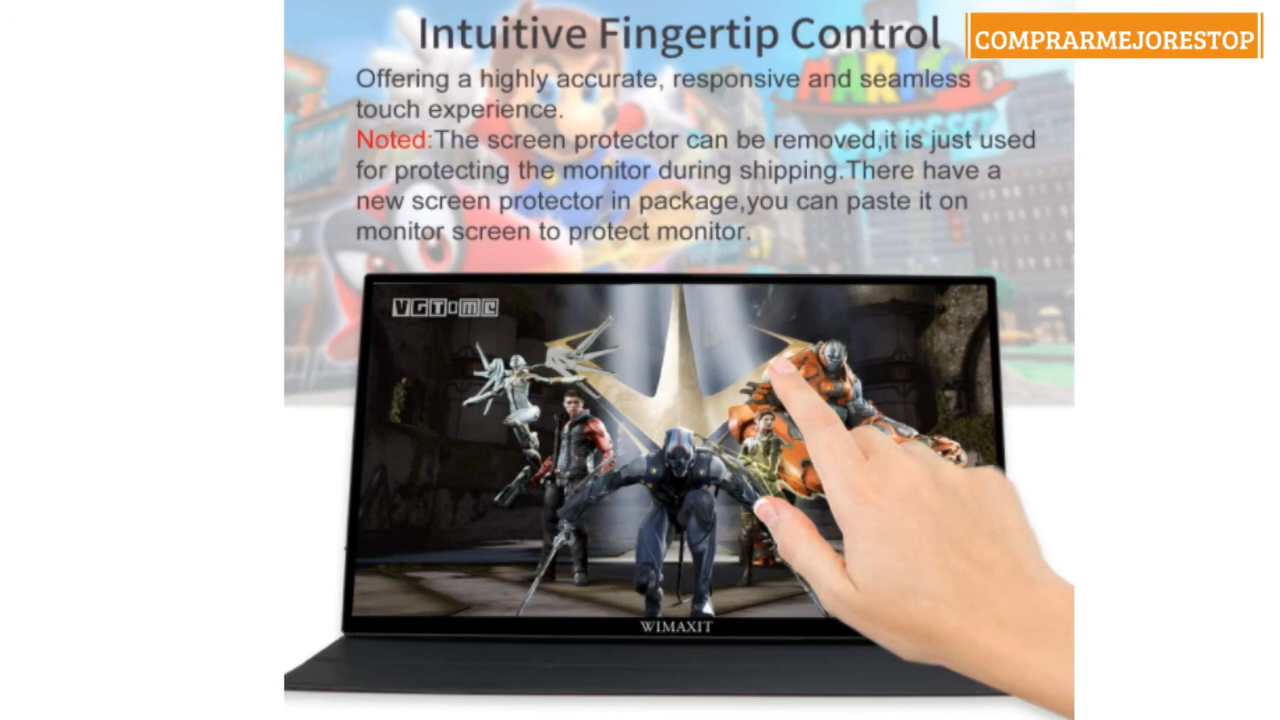 Intuitive Fingertip Control
COMPRARMEJORESTOP
Offering a highly accurate, responsive and seamless
touch experience.
Noted:The screen protector can be removed,it is just used
for protecting the monitor during shipping.There have a
new screen protector in package,you can paste it on
monitor screen to protect monitor.
VGTIME
WIMAXIT